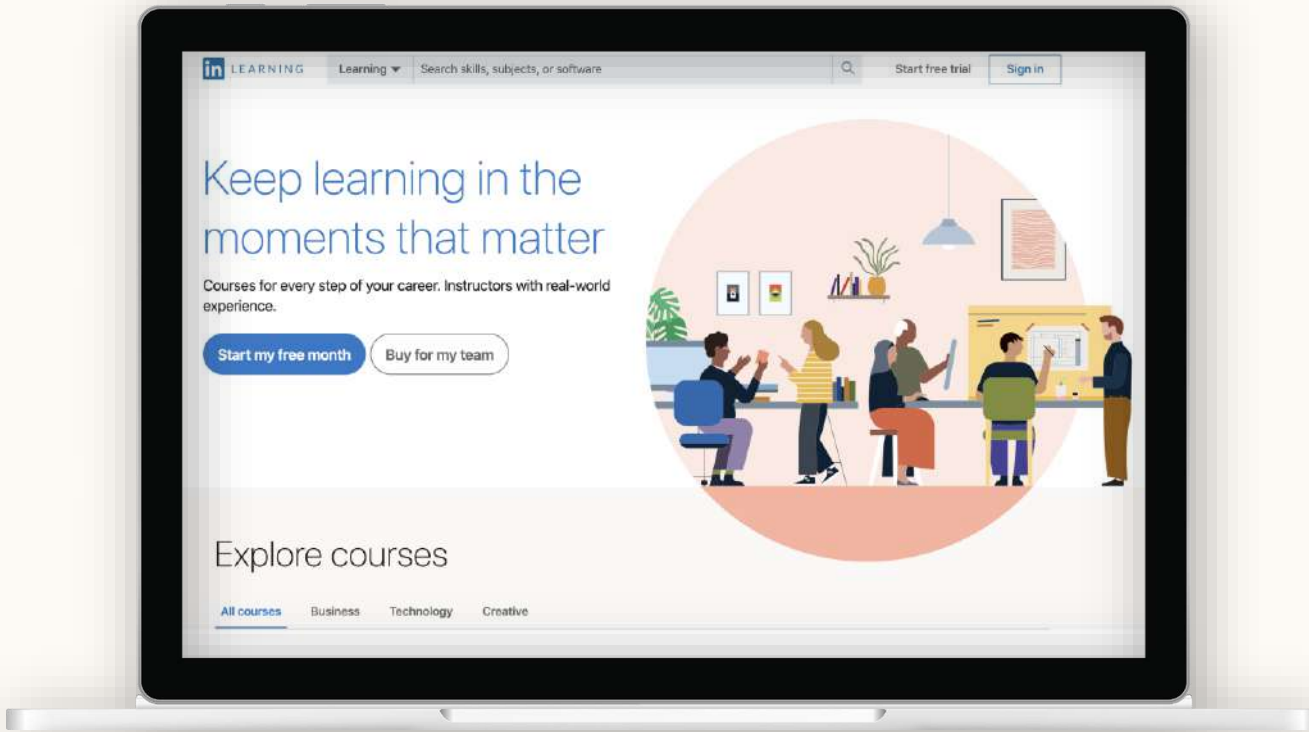 in LEARNING Learning Search skills, subjects, or software Start free trial Sign in
Keep learning in the
moments that matter
Courses for every step of your career. Instructors with real-world
experience.
Start my free month Buy for my team
Explore courses
All courses Business Technology Creative